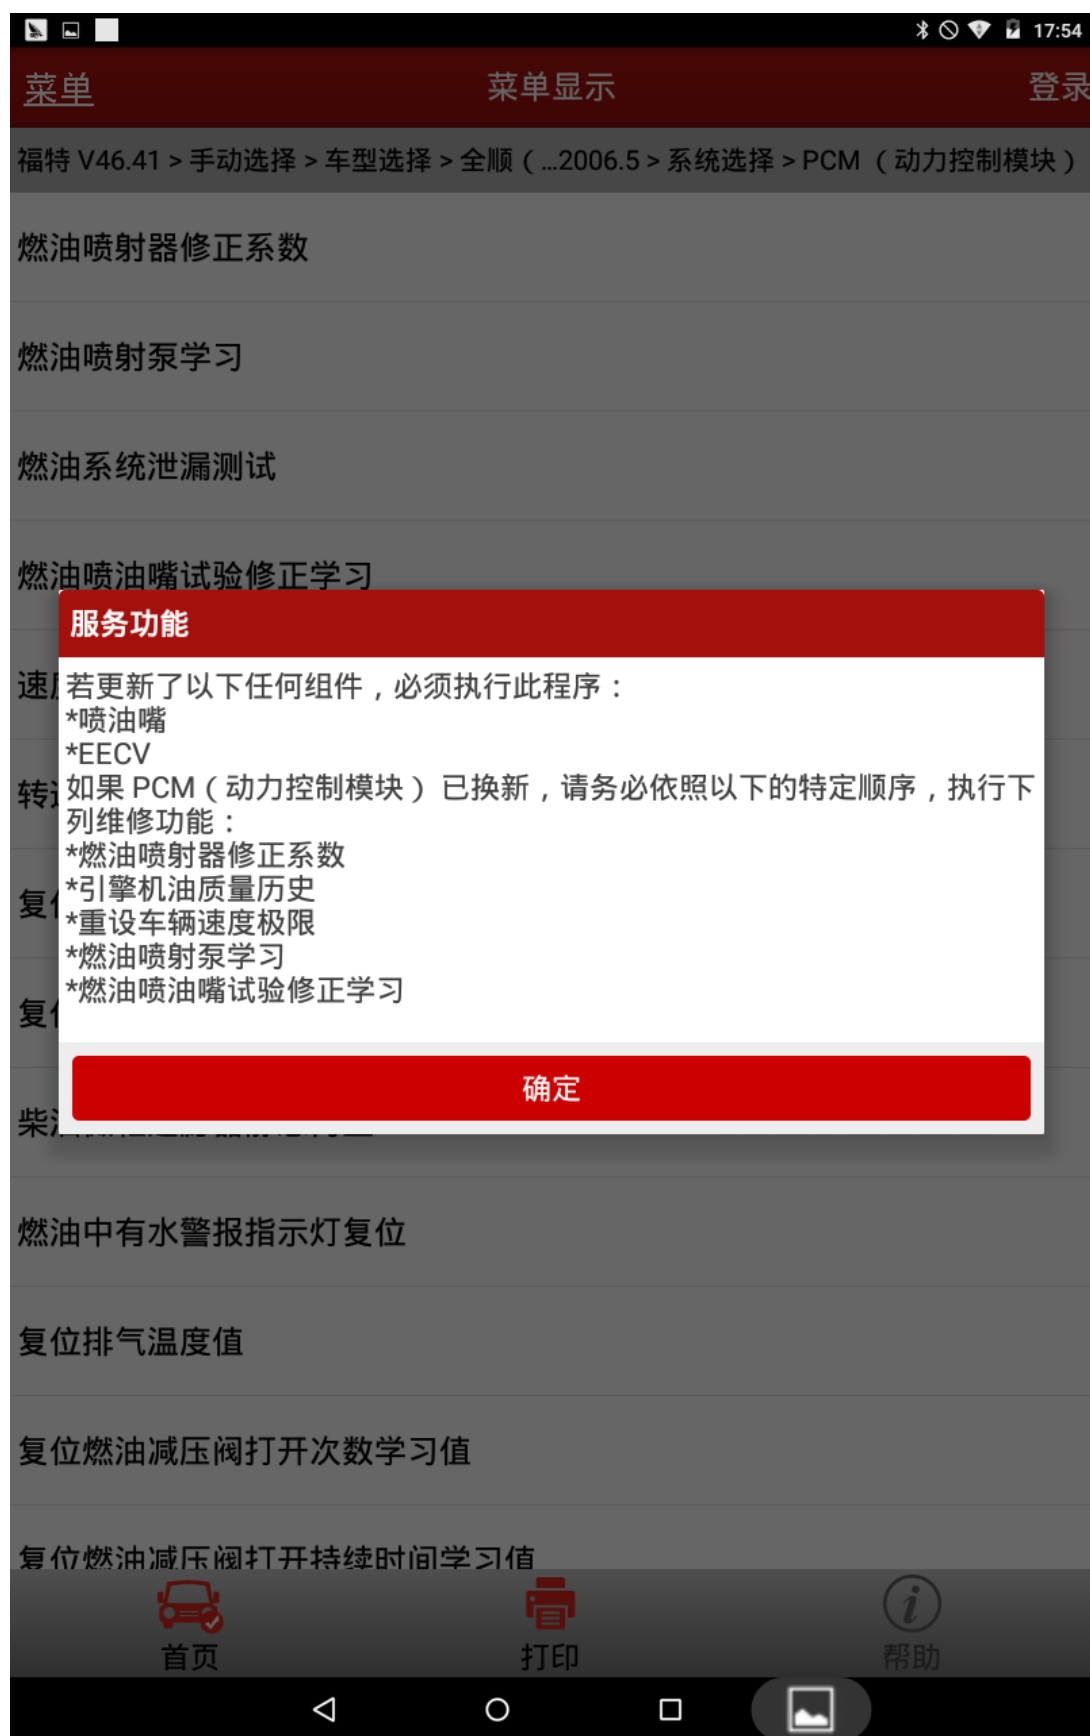 17:54
菜单 菜单显示 登录
福特 V46.41 > 手动选择 > 车型选择 > 全顺（...2006.5 > 系统选择 > PCM （动力控制模块）
燃油喷射器修正系数
燃油喷射泵学习
燃油系统泄漏测试
燃油喷油嘴试验修正学习
服务功能
速
若更新了以下任何组件，必须执行此程序：
*喷油嘴
*EECV
转
如果 PCM（动力控制模块） 已换新，请务必依照以下的特定顺序，执行下
列维修功能：
*燃油喷射器修正系数
复
*引擎机油质量历史
*重设车辆速度极限
*燃油喷射泵学习
复
*燃油喷油嘴试验修正学习
确定
柴
燃油中有水警报指示灯复位
复位排气温度值
复位燃油减压阀打开次数学习值
复位燃油减压阀打开持续时间学习值
首页 打印 帮助